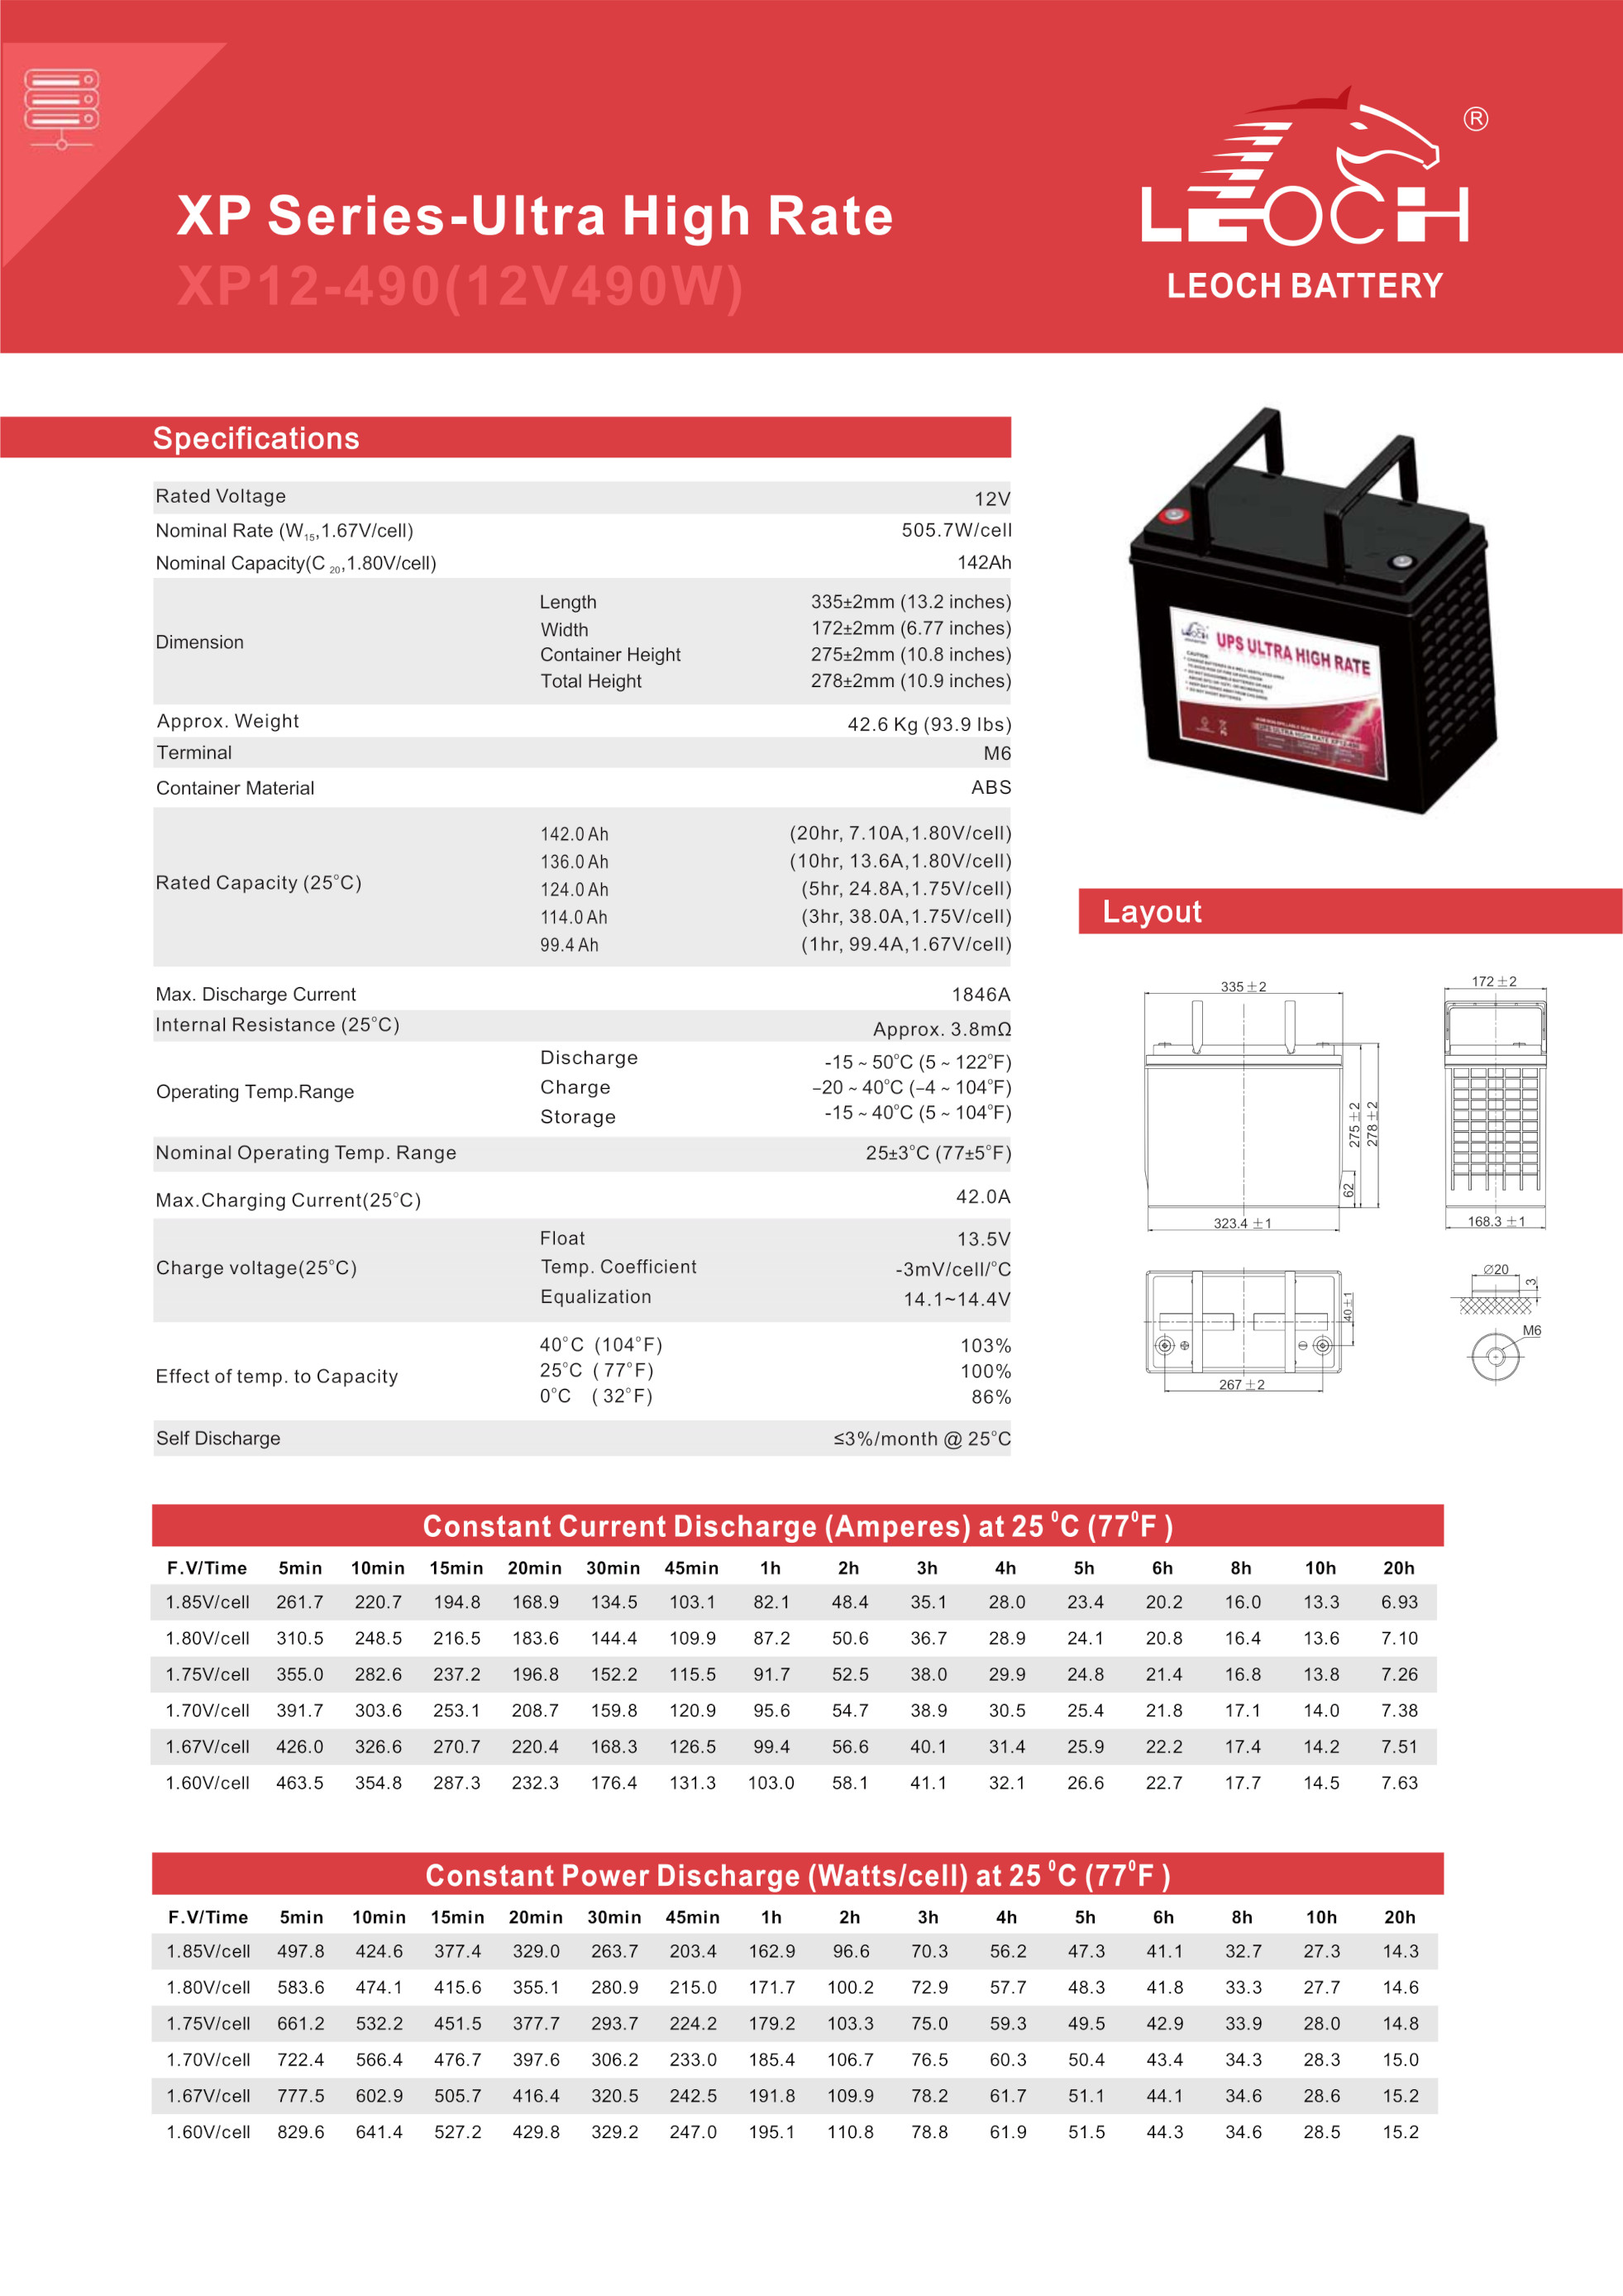 XP Series-Ultra High Rate
XP12-490(12V490W)
LEOCH
®
LEOCH BATTERY
Specifications
Rated Voltage 12V
Nominal Rate (W15,1.67V/cell) 505.7W/cell
Nominal Capacity(C 20,1.80V/cell) 142Ah
Dimension
Length 335±2mm (13.2 inches)
Width 172±2mm (6.77 inches)
Container Height 275±2mm (10.8 inches)
Total Height 278±2mm (10.9 inches)
Approx. Weight 42.6 Kg (93.9 lbs)
Terminal M6
Container Material ABS
Rated Capacity (25°C)
142.0 Ah (20hr, 7.10A,1.80V/cell)
136.0 Ah (10hr, 13.6A,1.80V/cell)
124.0 Ah (5hr, 24.8A,1.75V/cell)
114.0 Ah (3hr, 38.0A,1.75V/cell)
99.4 Ah (1hr, 99.4A,1.67V/cell)
Max. Discharge Current 1846A
Internal Resistance (25°C) Approx. 3.8mΩ
Operating Temp.Range
Discharge -15 ~ 50°C (5 ~ 122°F)
Charge –20 ~ 40°C (–4 ~ 104°F)
Storage -15 ~ 40°C (5 ~ 104°F)
Nominal Operating Temp. Range 25±3°C (77±5°F)
Max.Charging Current(25°C) 42.0A
Charge voltage(25°C)
Float 13.5V
Temp. Coefficient -3mV/cell/°C
Equalization 14.1~14.4V
Effect of temp. to Capacity
40°C (104°F) 103%
25°C ( 77°F) 100%
0°C ( 32°F) 86%
Self Discharge ≤3%/month @ 25°C
LEOCH
UPS ULTRA HIGH RATE
CAUTION:
UPS ULTRA HIGH RATE XP12-490
Layout
335 ±2
172 ±2
275 ±2
278 ±2
62
323.4 ±1
168.3 ±1
40±1
267 ±2
∅20
3
M6
Constant Current Discharge (Amperes) at 25 ⁰C (77⁰F )
F.V/Time 5min 10min 15min 20min 30min 45min 1h 2h 3h 4h 5h 6h 8h 10h 20h
1.85V/cell 261.7 220.7 194.8 168.9 134.5 103.1 82.1 48.4 35.1 28.0 23.4 20.2 16.0 13.3 6.93
1.80V/cell 310.5 248.5 216.5 183.6 144.4 109.9 87.2 50.6 36.7 28.9 24.1 20.8 16.4 13.6 7.10
1.75V/cell 355.0 282.6 237.2 196.8 152.2 115.5 91.7 52.5 38.0 29.9 24.8 21.4 16.8 13.8 7.26
1.70V/cell 391.7 303.6 253.1 208.7 159.8 120.9 95.6 54.7 38.9 30.5 25.4 21.8 17.1 14.0 7.38
1.67V/cell 426.0 326.6 270.7 220.4 168.3 126.5 99.4 56.6 40.1 31.4 25.9 22.2 17.4 14.2 7.51
1.60V/cell 463.5 354.8 287.3 232.3 176.4 131.3 103.0 58.1 41.1 32.1 26.6 22.7 17.7 14.5 7.63
Constant Power Discharge (Watts/cell) at 25 ⁰C (77⁰F )
F.V/Time 5min 10min 15min 20min 30min 45min 1h 2h 3h 4h 5h 6h 8h 10h 20h
1.85V/cell 497.8 424.6 377.4 329.0 263.7 203.4 162.9 96.6 70.3 56.2 47.3 41.1 32.7 27.3 14.3
1.80V/cell 583.6 474.1 415.6 355.1 280.9 215.0 171.7 100.2 72.9 57.7 48.3 41.8 33.3 27.7 14.6
1.75V/cell 661.2 532.2 451.5 377.7 293.7 224.2 179.2 103.3 75.0 59.3 49.5 42.9 33.9 28.0 14.8
1.70V/cell 722.4 566.4 476.7 397.6 306.2 233.0 185.4 106.7 76.5 60.3 50.4 43.4 34.3 28.3 15.0
1.67V/cell 777.5 602.9 505.7 416.4 320.5 242.5 191.8 109.9 78.2 61.7 51.1 44.1 34.6 28.6 15.2
1.60V/cell 829.6 641.4 527.2 429.8 329.2 247.0 195.1 110.8 78.8 61.9 51.5 44.3 34.6 28.5 15.2